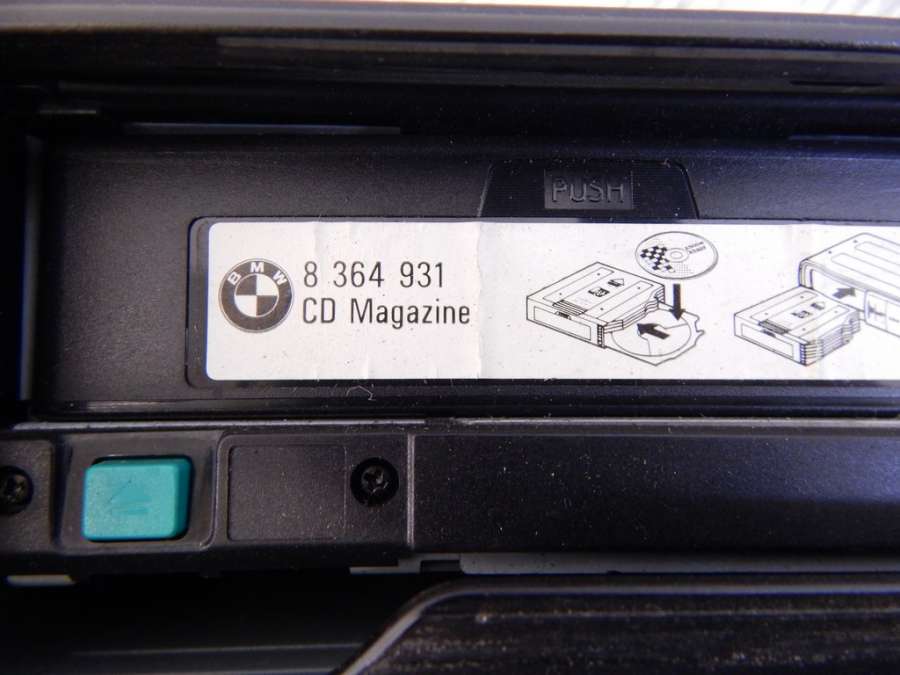 PUSH
BMW
8 364 931
CD Magazine